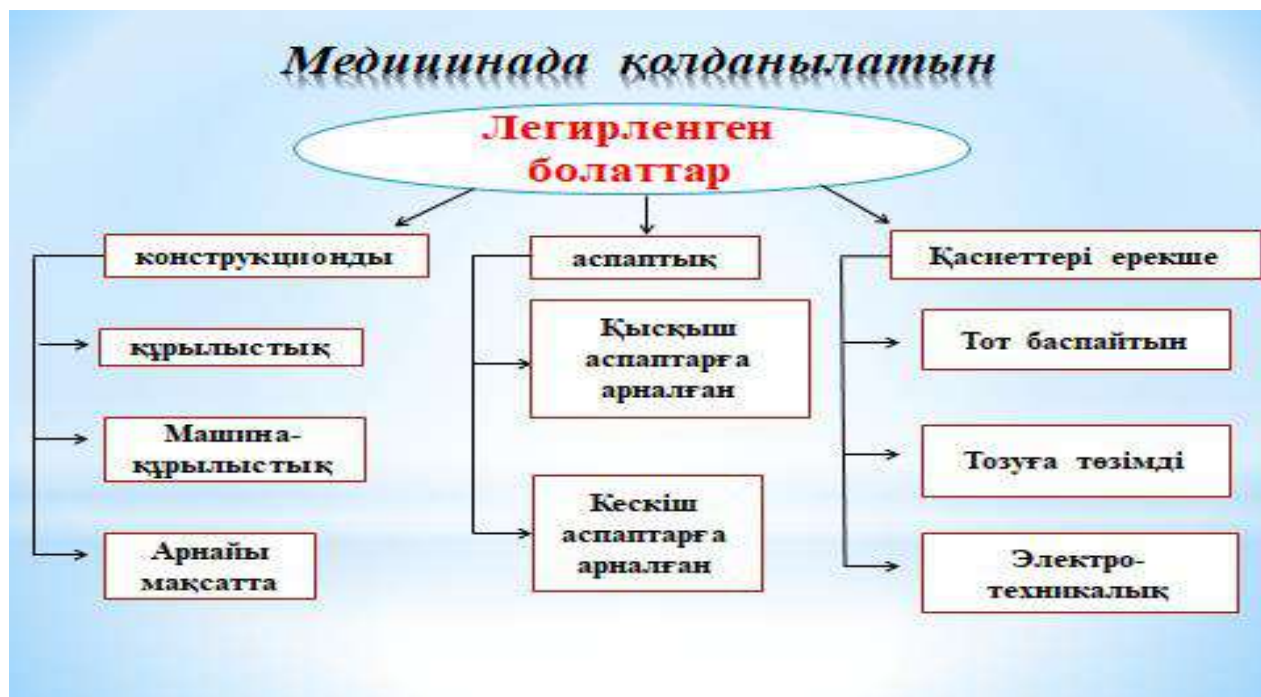 Медицинада қолданылатын
Легирленген
болаттар
конструкционды
құрылыстық
Машина-
құрылыстық
Арнайы
мақсатта
аспаптық
Қысқыш
аспаптарға
арналған
Кескіш
аспаптарға
арналған
Қасиеттері ерекше
Тот баспайтын
Тозуға төзімді
Электро-
техникалық